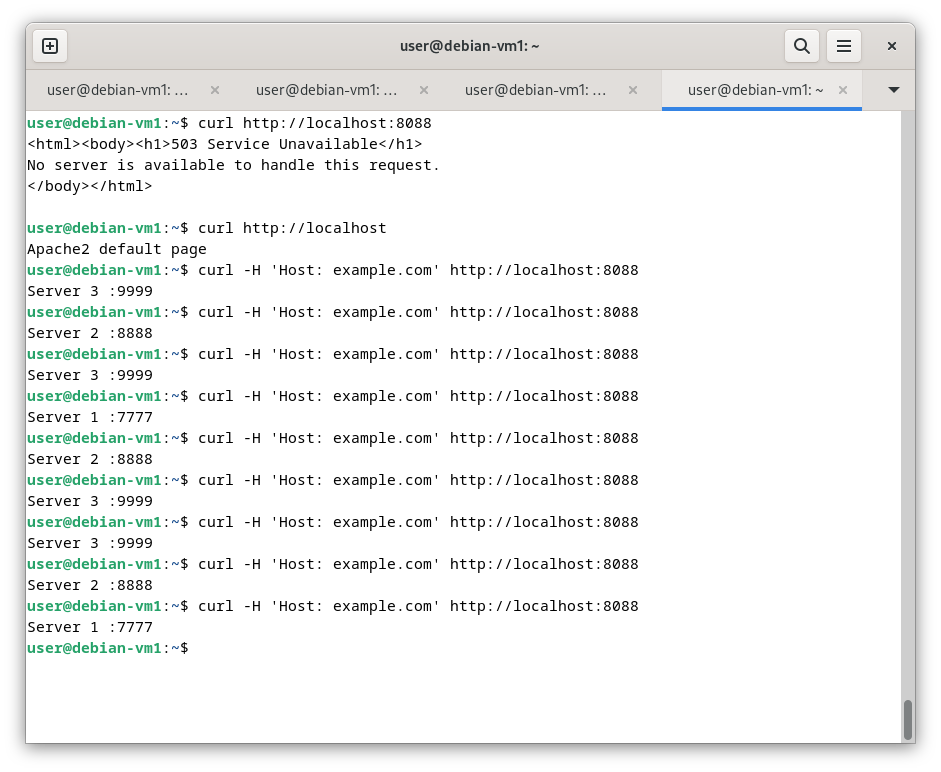 user@debian-vm1: ~
user@debian-vm1: ...
user@debian-vm1: ...
user@debian-vm1: ...
user@debian-vm1: ~
user@debian-vm1:~$ curl http://localhost:8088
<html><body><h1>503 Service Unavailable</h1>
No server is available to handle this request.
</body></html>
user@debian-vm1:~$ curl http://localhost
Apache2 default page
user@debian-vm1:~$ curl -H 'Host: example.com' http://localhost:8088
Server 3 :9999
user@debian-vm1:~$ curl -H 'Host: example.com' http://localhost:8088
Server 2 :8888
user@debian-vm1:~$ curl -H 'Host: example.com' http://localhost:8088
Server 3 :9999
user@debian-vm1:~$ curl -H 'Host: example.com' http://localhost:8088
Server 1 :7777
user@debian-vm1:~$ curl -H 'Host: example.com' http://localhost:8088
Server 2 :8888
user@debian-vm1:~$ curl -H 'Host: example.com' http://localhost:8088
Server 3 :9999
user@debian-vm1:~$ curl -H 'Host: example.com' http://localhost:8088
Server 3 :9999
user@debian-vm1:~$ curl -H 'Host: example.com' http://localhost:8088
Server 2 :8888
user@debian-vm1:~$ curl -H 'Host: example.com' http://localhost:8088
Server 1 :7777
user@debian-vm1:~$